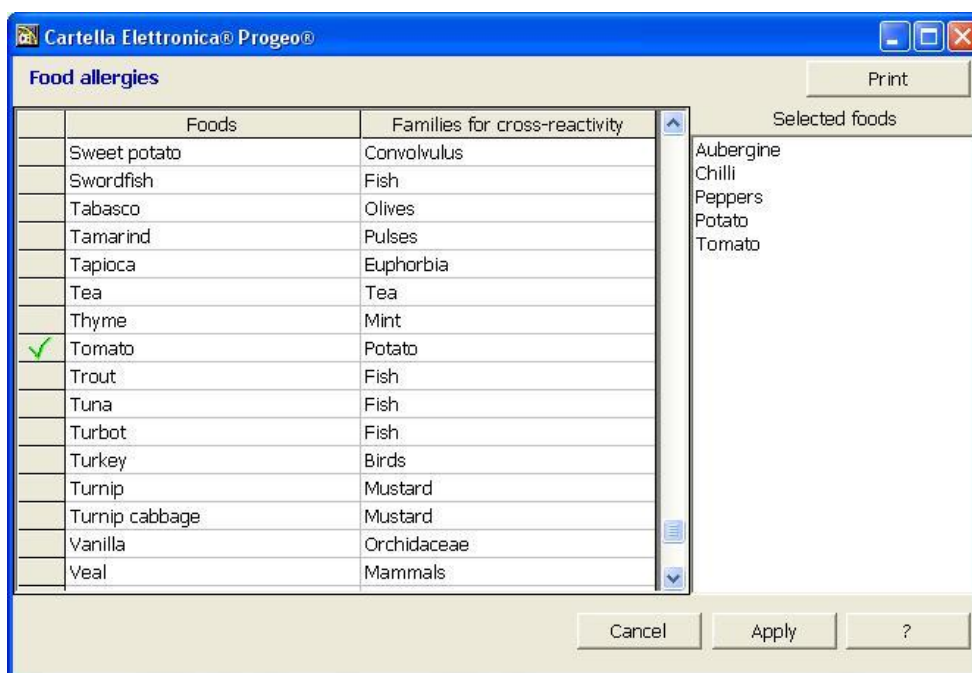 Cartella Elettronica® Progeo®
Food allergies
Print
Foods Families for cross-reactivity
Sweet potato Convolvulus
Swordfish Fish
Tabasco Olives
Tamarind Pulses
Tapioca Euphorbia
Tea Tea
Thyme Mint
Tomato Potato
Trout Fish
Tuna Fish
Turbot Fish
Turkey Birds
Turnip Mustard
Turnip cabbage Mustard
Vanilla Orchidaceae
Veal Mammals
Selected foods
Aubergine
Chilli
Peppers
Potato
Tomato
Cancel Apply ?